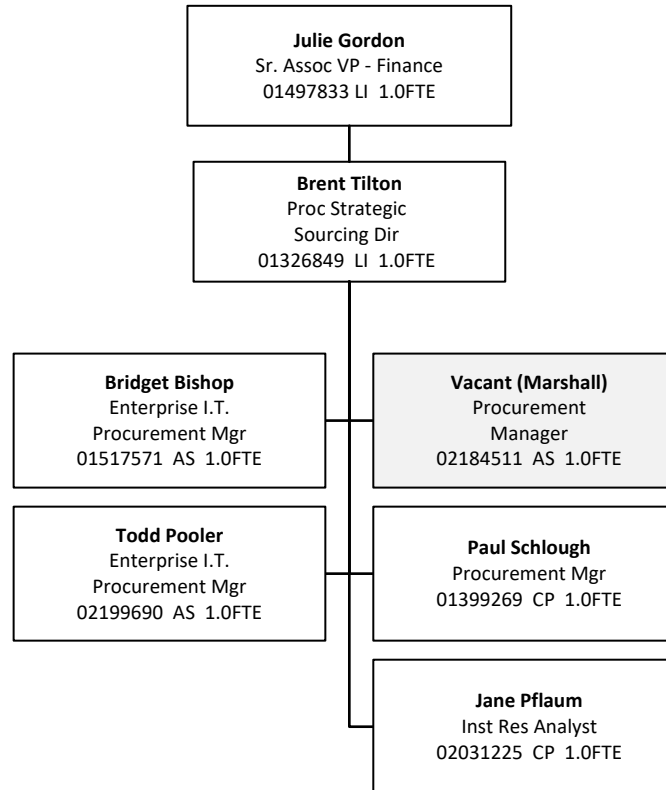 Julie Gordon
Sr. Assoc VP - Finance
01497833 LI 1.0FTE
Brent Tilton
Proc Strategic
Sourcing Dir
01326849 LI 1.0FTE
Bridget Bishop
Enterprise I.T.
Procurement Mgr
01517571 AS 1.0FTE
Vacant (Marshall)
Procurement
Manager
02184511 AS 1.0FTE
Todd Pooler
Enterprise I.T.
Procurement Mgr
02199690 AS 1.0FTE
Paul Schlough
Procurement Mgr
01399269 CP 1.0FTE
Jane Pflaum
Inst Res Analyst
02031225 CP 1.0FTE